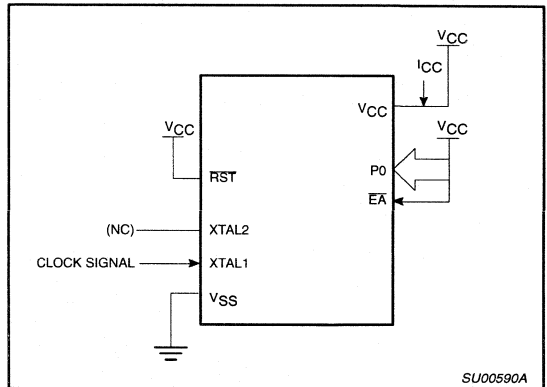 VCC
ICC
VCC
VCC
VCC
P0
RST
EA
(NC)
XTAL2
CLOCK SIGNAL
XTAL1
VSS
SU00590A